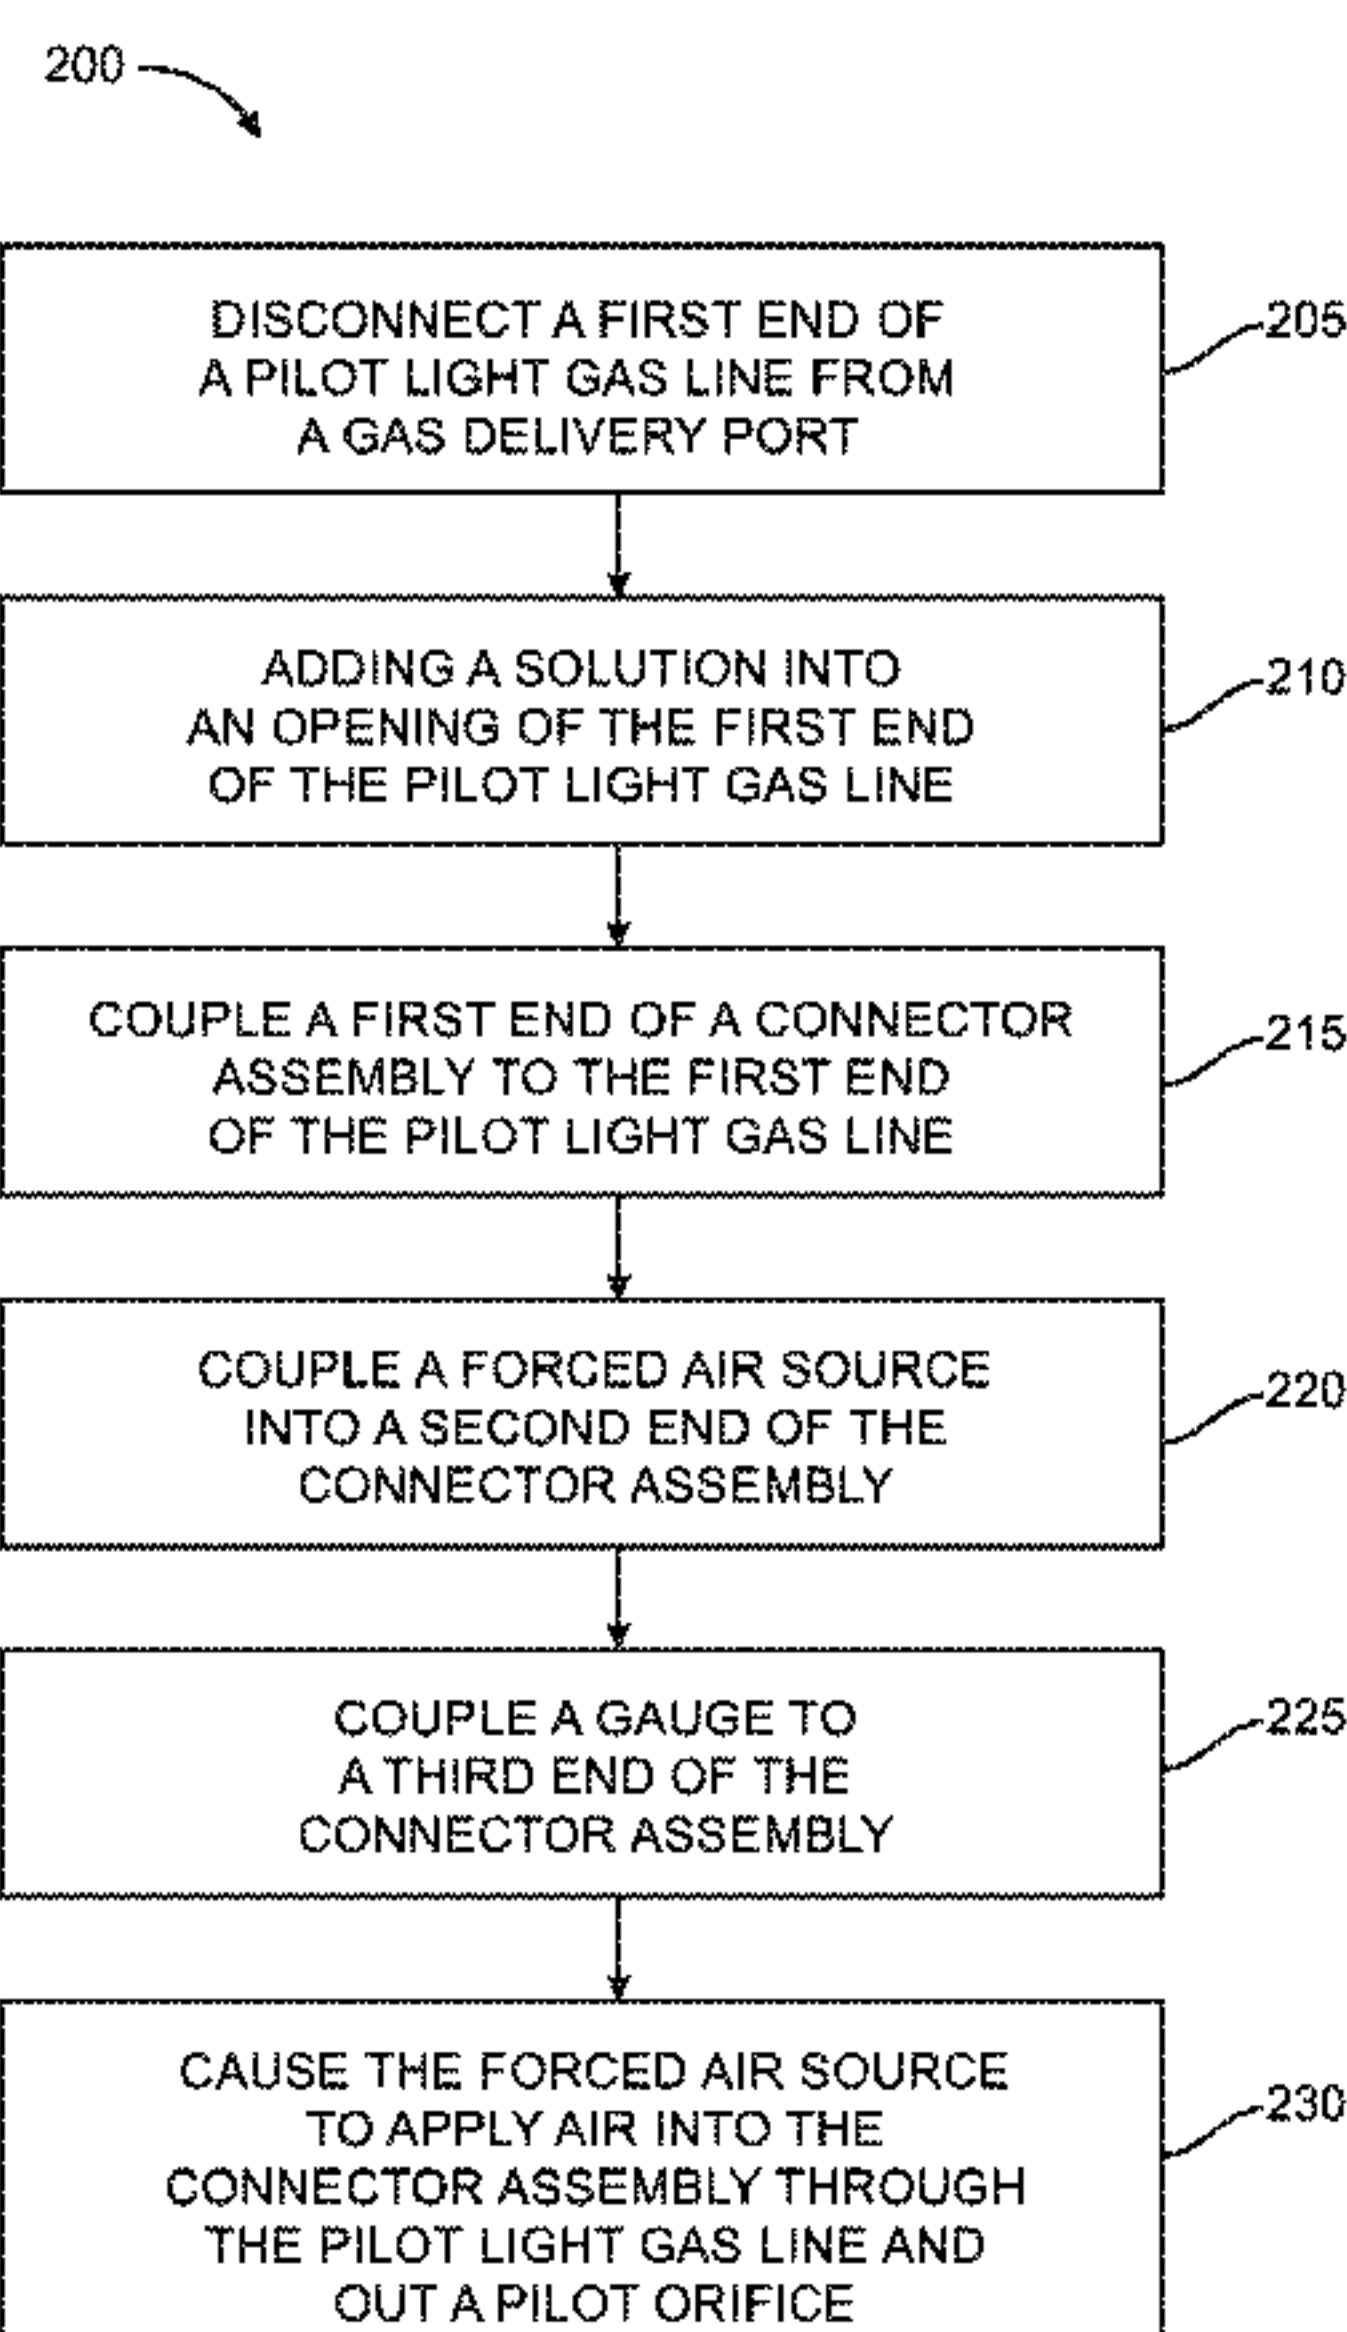 200
DISCONNECT A FIRST END OF
A PILOT LIGHT GAS LINE FROM
A GAS DELIVERY PORT
205
ADDING A SOLUTION INTO
AN OPENING OF THE FIRST END
OF THE PILOT LIGHT GAS LINE
210
COUPLE A FIRST END OF A CONNECTOR
ASSEMBLY TO THE FIRST END
OF THE PILOT LIGHT GAS LINE
215
COUPLE A FORCED AIR SOURCE
INTO A SECOND END OF THE
CONNECTOR ASSEMBLY
220
COUPLE A GAUGE TO
A THIRD END OF THE
CONNECTOR ASSEMBLY
225
CAUSE THE FORCED AIR SOURCE
TO APPLY AIR INTO THE
CONNECTOR ASSEMBLY THROUGH
THE PILOT LIGHT GAS LINE AND
OUT A PILOT ORIFICE
230